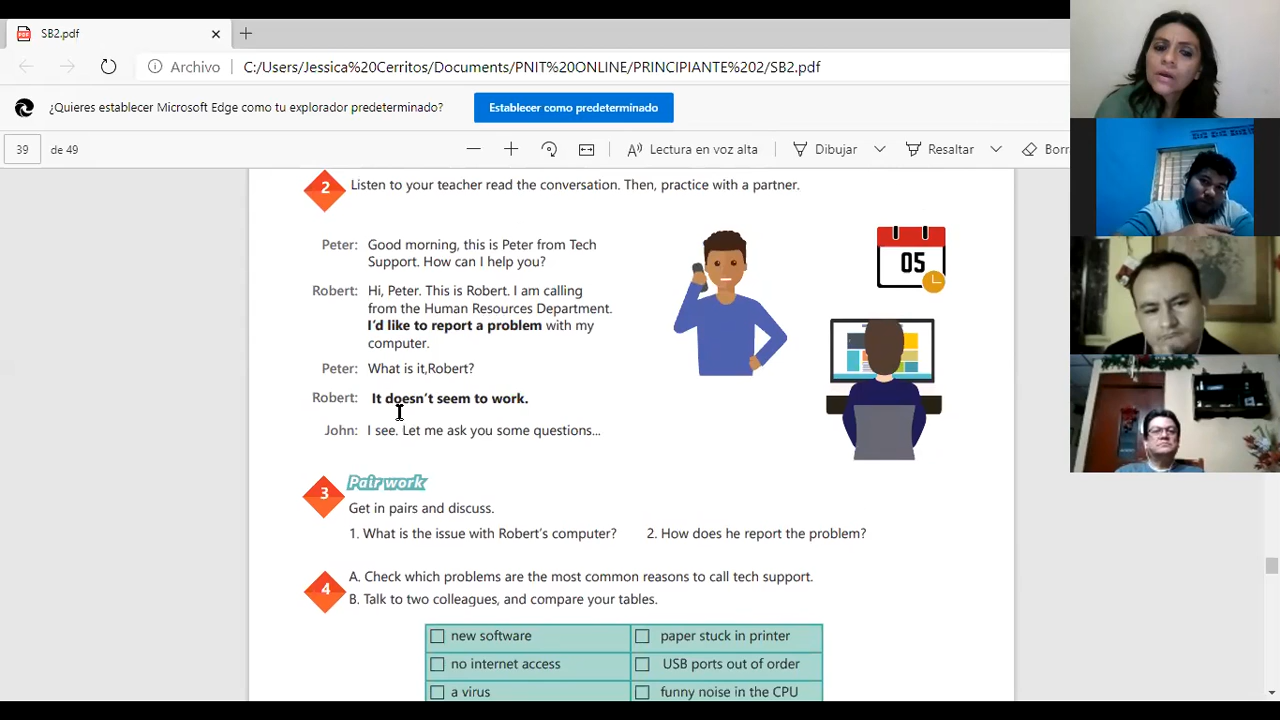 SB2.pdf
Archivo C:/Users/Jessica%20Cerritos/Documents/PNIT%20ONLINE/PRINCIPIANTE%202/SB2.pdf
¿Quieres establecer Microsoft Edge como tu explorador predeterminado? Establecer como predeterminado
39 de 49 Lectura en voz alta Dibujar Resaltar Bor
2 Listen to your teacher read the conversation. Then, practice with a partner.
Peter: Good morning, this is Peter from Tech
Support. How can I help you?
Robert: Hi, Peter. This is Robert. I am calling
from the Human Resources Department.
I'd like to report a problem with my
computer.
Peter: What is it,Robert?
Robert: It doesn't seem to work.
John: I see. Let me ask you some questions...
05
3 Pair work
Get in pairs and discuss.
1. What is the issue with Robert's computer? 2. How does he report the problem?
4 A. Check which problems are the most common reasons to call tech support.
B. Talk to two colleagues, and compare your tables.
new software paper stuck in printer
no internet access USB ports out of order
a virus funny noise in the CPU